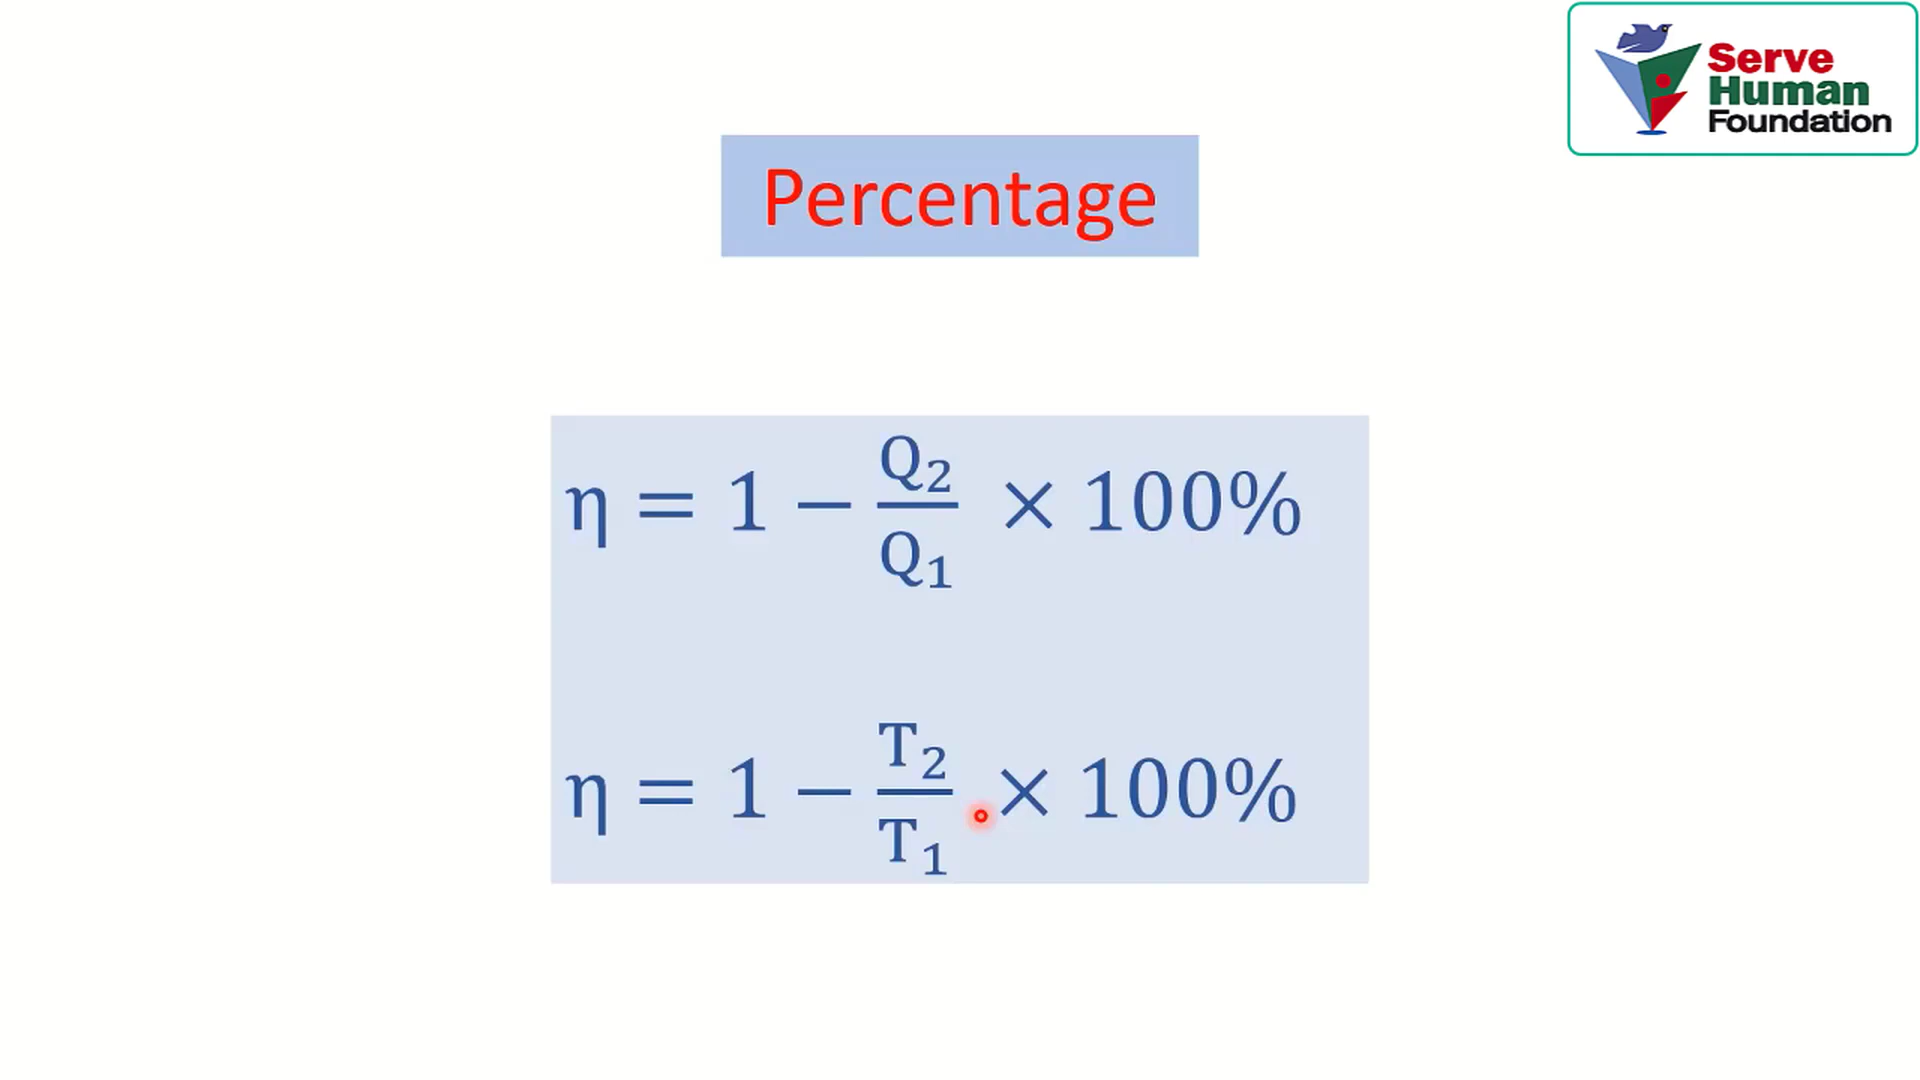 Serve
Human
Foundation
Percentage
η = 1 − Q₂/Q₁ × 100%
η = 1 − T₂/T₁ × 100%